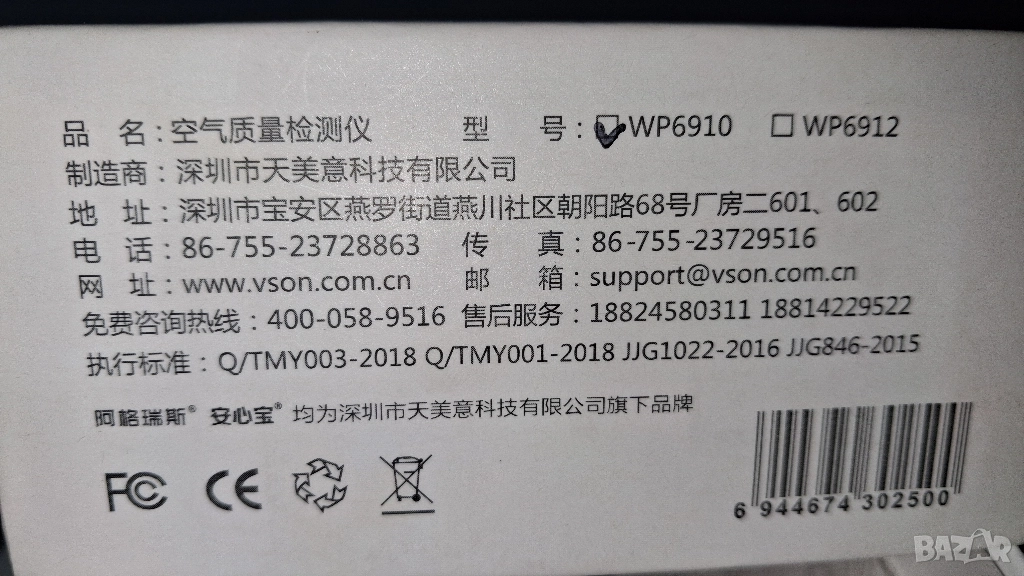 品 名：空气质量检测仪 型 号：☑WP6910 □WP6912
制造商：深圳市天美意科技有限公司
地 址：深圳市宝安区燕罗街道燕川社区朝阳路68号厂房二601、602
电 话：86-755-23728863 传 真：86-755-23729516
网 址：www.vson.com.cn 邮 箱：support@vson.com.cn
免费咨询热线：400-058-9516 售后服务：18824580311 18814229522
执行标准：Q/TMY003-2018 Q/TMY001-2018 JJG1022-2016 JJG846-2015
阿格瑞斯® 安心宝® 均为深圳市天美意科技有限公司旗下品牌
FC CE
6 944674 302500
BAZAR